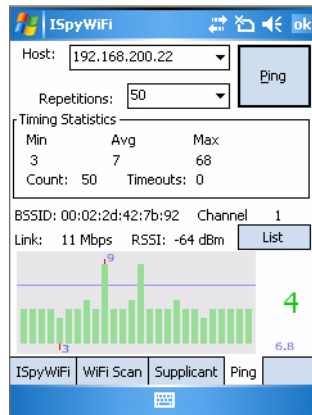 ISpyWiFi ok
Host: 192.168.200.22
Ping
Repetitions: 50
Timing Statistics
Min Avg Max
3 7 68
Count: 50 Timeouts: 0
BSSID: 00:02:2d:42:7b:92 Channel 1
Link: 11 Mbps RSSI: -64 dBm List
9
4
3 6.8
ISpyWiFi WiFi Scan Supplicant Ping